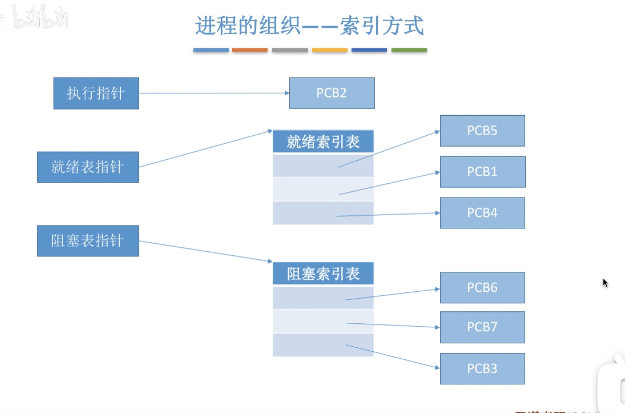 bilibili
进程的组织——索引方式
执行指针
PCB2
就绪表指针
就绪索引表
PCB5
PCB1
PCB4
阻塞表指针
阻塞索引表
PCB6
PCB7
PCB3